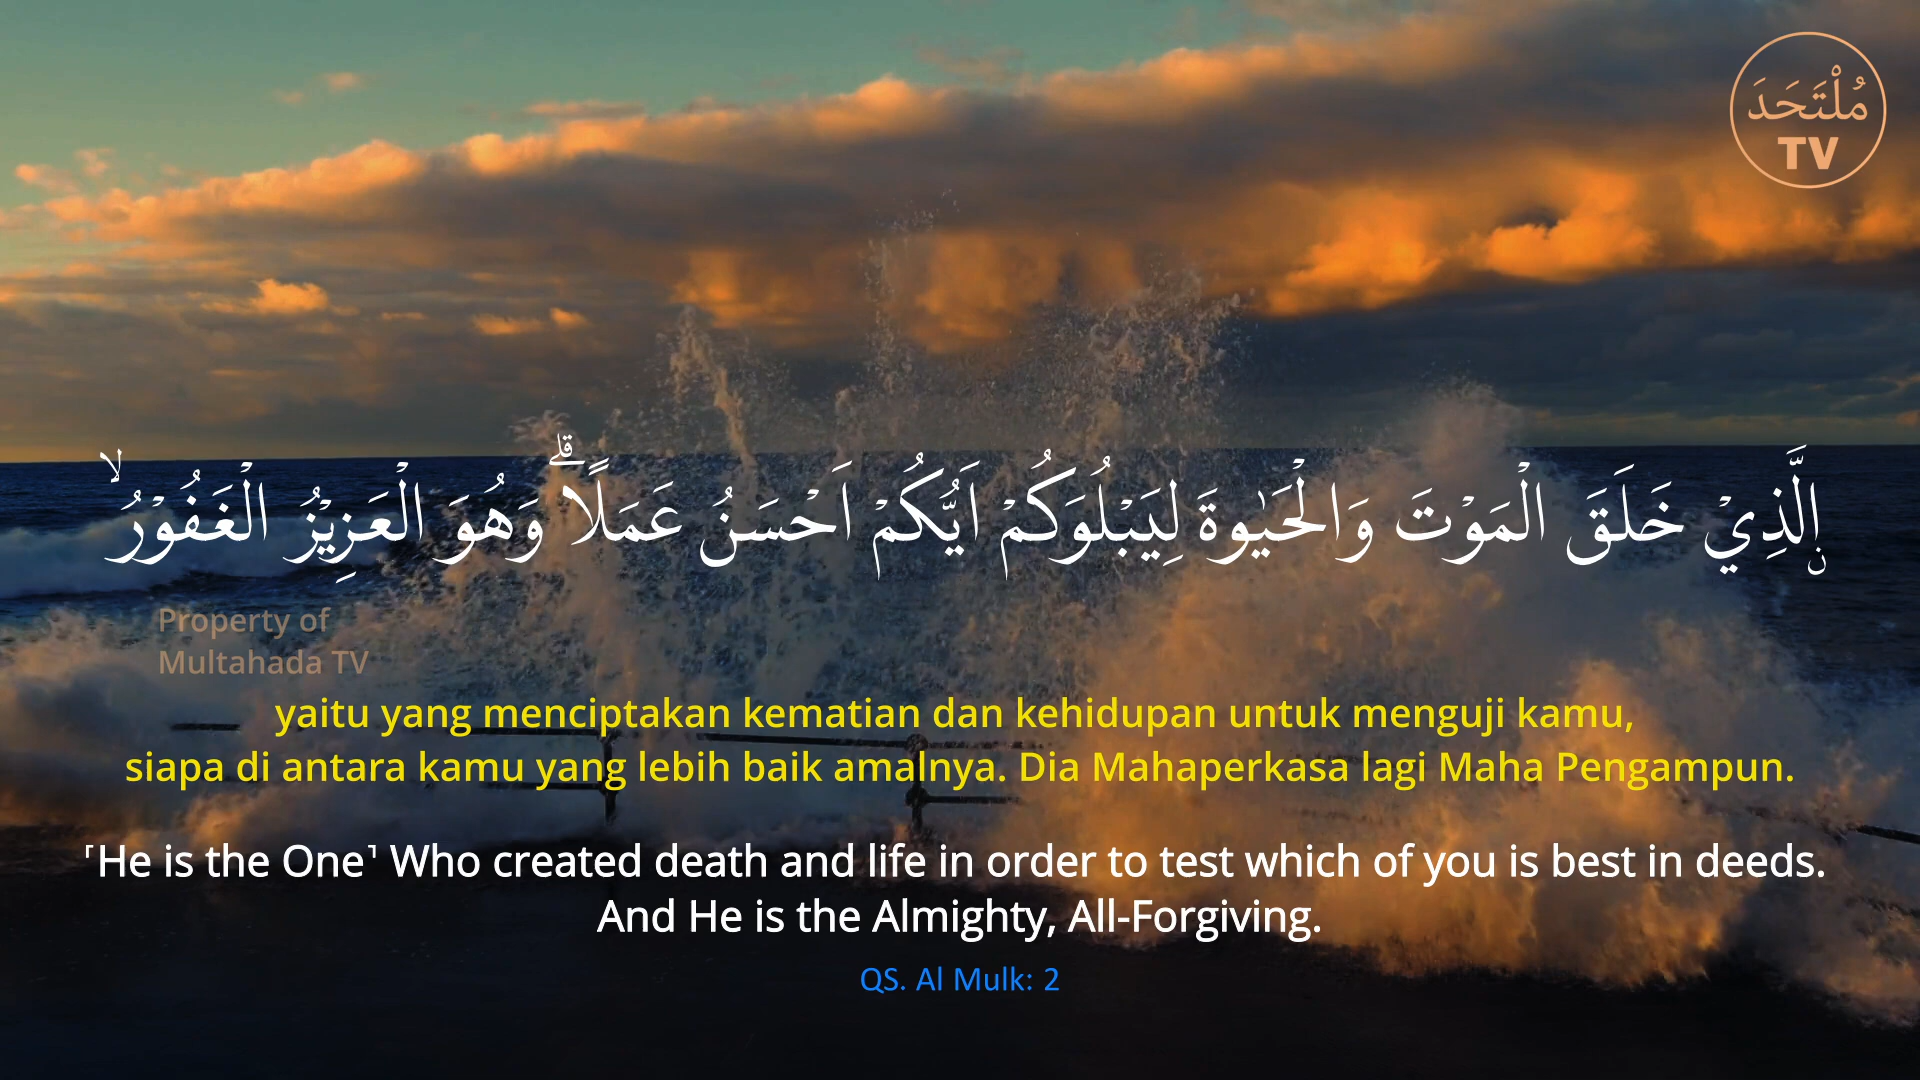 مُلْتَحَدَ
TV
ࣙالَّذِيْ خَلَقَ الْمَوْتَ وَالْحَيٰوةَ لِيَبْلُوَكُمْ اَيُّكُمْ اَحْسَنُ عَمَلًاۗ وَهُوَ الْعَزِيْزُ الْغَفُوْرُۙ
Property of
Multahada TV
yaitu yang menciptakan kematian dan kehidupan untuk menguji kamu,
siapa di antara kamu yang lebih baik amalnya. Dia Mahaperkasa lagi Maha Pengampun.
˹He is the One˺ Who created death and life in order to test which of you is best in deeds.
And He is the Almighty, All-Forgiving.
QS. Al Mulk: 2